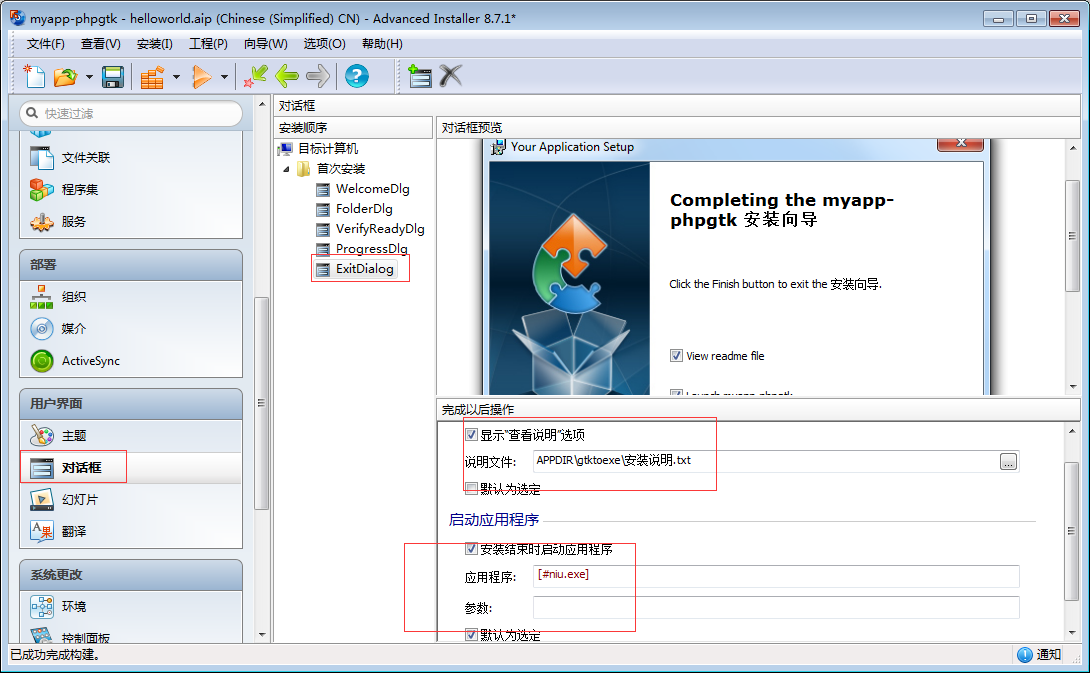 myapp-phpgtk - helloworld.aip (Chinese (Simplified) CN) - Advanced Installer 8.7.1*
文件(F) 查看(V) 安装(I) 工程(P) 向导(W) 选项(O) 帮助(H)
快速过滤
文件关联
程序集
服务
部署
组织
媒介
ActiveSync
用户界面
主题
对话框
幻灯片
翻译
系统更改
环境
控制面板
对话框
安装顺序
目标计算机
首次安装
WelcomeDlg
FolderDlg
VerifyReadyDlg
ProgressDlg
ExitDialog
对话框预览
Your Application Setup
Completing the myapp-
phpgtk 安装向导
Click the Finish button to exit the 安装向导.
View readme file
Launch myapp-phpgtk
完成以后操作
显示"查看说明"选项
说明文件: APPDIR\gtktoexe\安装说明.txt ...
默认为选定
启动应用程序
安装结束时启动应用程序
应用程序: [#niu.exe]
参数:
默认为选定
已成功完成构建。 通知